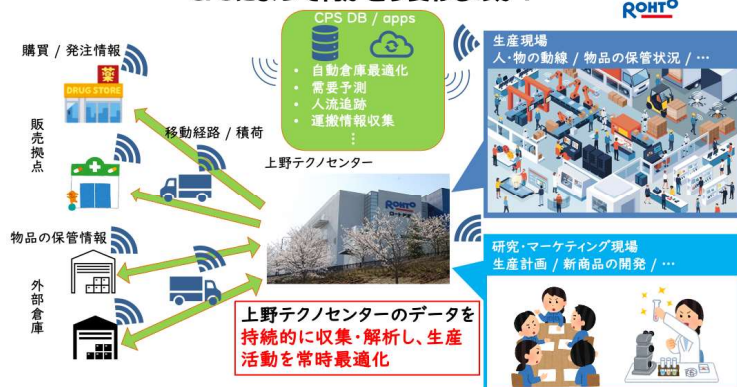 ROHTO
CPS DB / apps
• 自動倉庫最適化
• 需要予測
• 人流追跡
• 運搬情報収集
⋮
購買 / 発注情報
薬
DRUG STORE
販売拠点
移動経路 / 積荷
上野テクノセンター
ROHTO
物品の保管情報
外部倉庫
上野テクノセンターのデータを
持続的に収集・解析し、生産
活動を常時最適化
生産現場
人・物の動線 / 物品の保管状況 / …
研究・マーケティング現場
生産計画 / 新商品の開発 / …